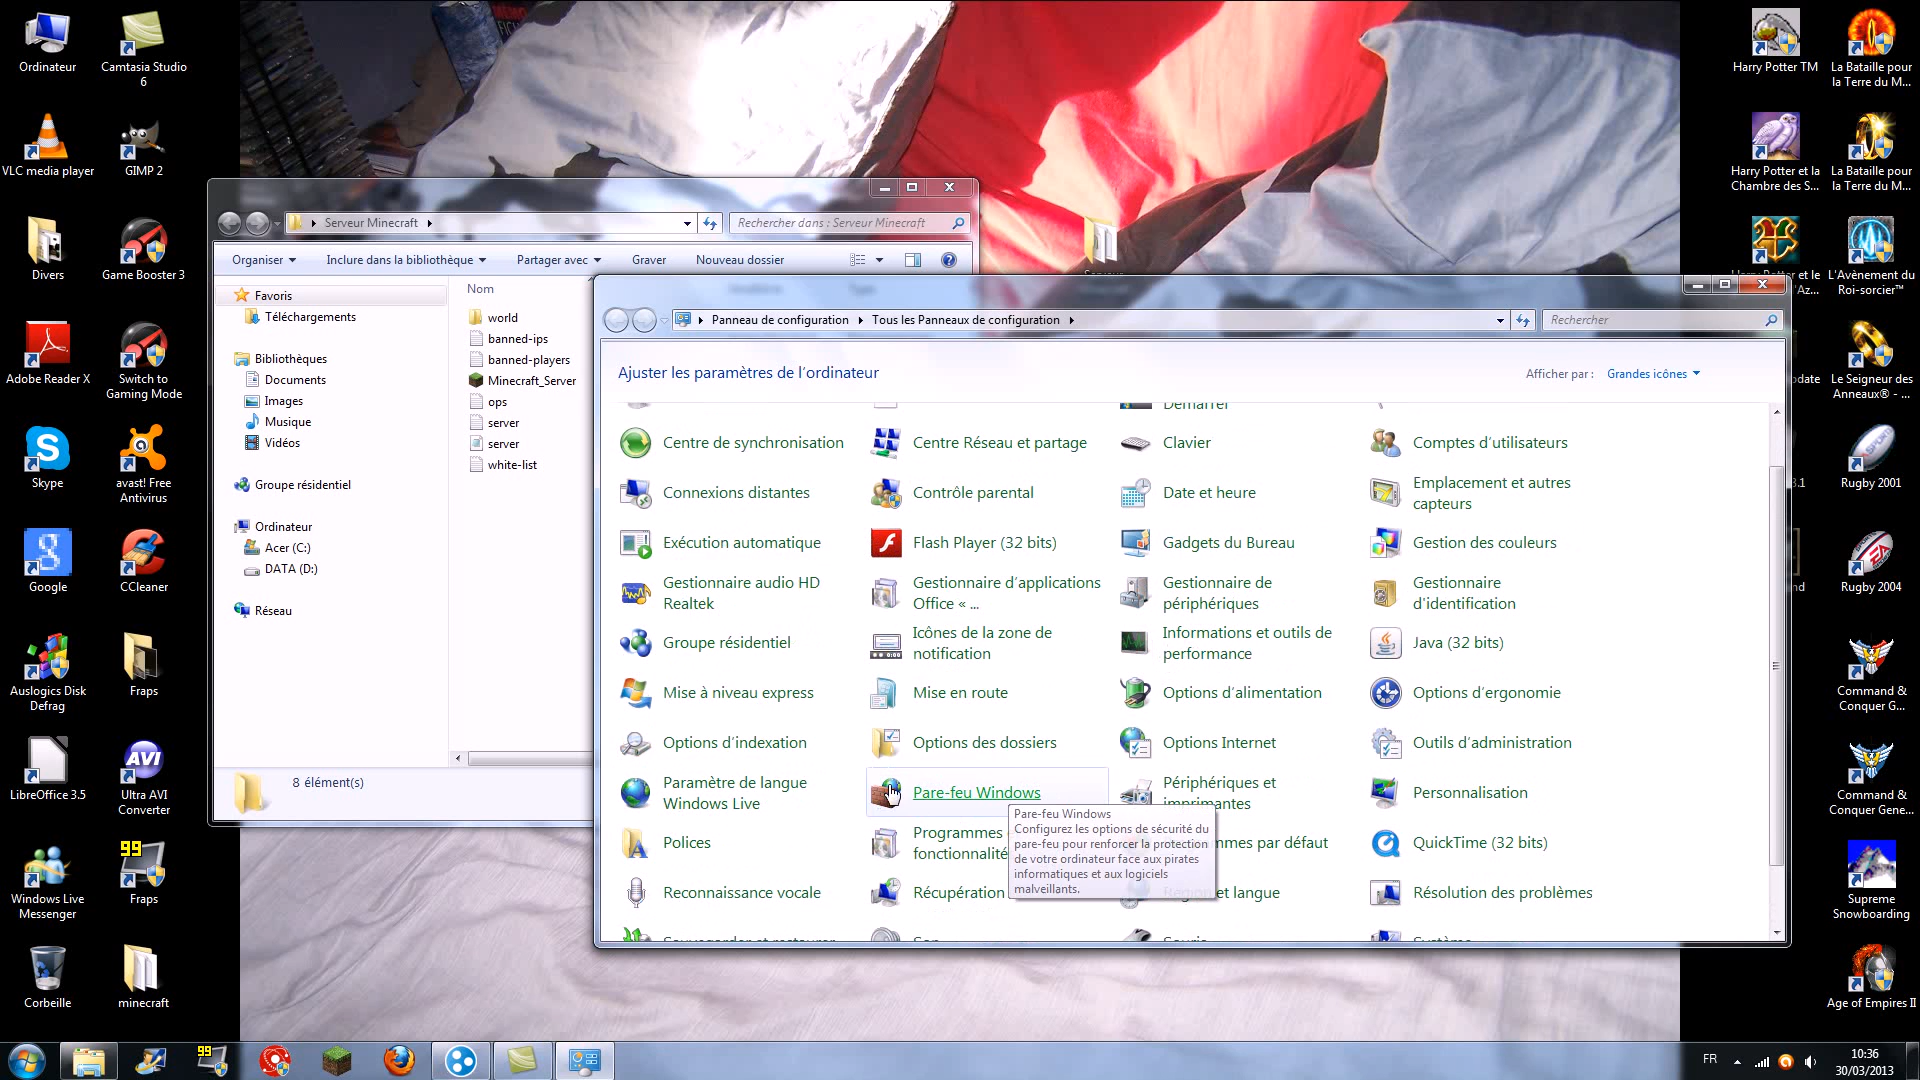 Ordinateur
Camtasia Studio
6
VLC media player
GIMP 2
Divers
Game Booster 3
Adobe Reader X
Switch to
Gaming Mode
Skype
avast! Free
Antivirus
Google
CCleaner
Auslogics Disk
Defrag
Fraps
LibreOffice 3.5
Ultra AVI
Converter
Windows Live
Messenger
99
Fraps
Corbeille
minecraft
Serveur Minecraft
Rechercher dans : Serveur Minecraft
Organiser
Inclure dans la bibliothèque
Partager avec
Graver
Nouveau dossier
Favoris
Téléchargements
Bibliothèques
Documents
Images
Musique
Vidéos
Groupe résidentiel
Ordinateur
Acer (C:)
DATA (D:)
Réseau
Nom
world
banned-ips
banned-players
Minecraft_Server
ops
server
server
white-list
8 élément(s)
Panneau de configuration
Tous les Panneaux de configuration
Rechercher
Ajuster les paramètres de l'ordinateur
Afficher par :
Grandes icônes
Démarrer
Centre de synchronisation
Centre Réseau et partage
Clavier
Comptes d'utilisateurs
Connexions distantes
Contrôle parental
Date et heure
Emplacement et autres
capteurs
Exécution automatique
Flash Player (32 bits)
Gadgets du Bureau
Gestion des couleurs
Gestionnaire audio HD
Realtek
Gestionnaire d'applications
Office « ...
Gestionnaire de
périphériques
Gestionnaire
d'identification
Groupe résidentiel
Icônes de la zone de
notification
Informations et outils de
performance
Java (32 bits)
Mise à niveau express
Mise en route
Options d'alimentation
Options d'ergonomie
Options d'indexation
Options des dossiers
Options Internet
Outils d'administration
Paramètre de langue
Windows Live
Pare-feu Windows
Périphériques et
imprimantes
Personnalisation
Polices
Programmes
fonctionnalité
mmes par défaut
QuickTime (32 bits)
Reconnaissance vocale
Récupération
Région et langue
Résolution des problèmes
Sauvegarder et restaurer
Son
Souris
Système
Pare-feu Windows
Configurez les options de sécurité du
pare-feu pour renforcer la protection
de votre ordinateur face aux pirates
informatiques et aux logiciels
malveillants.
Harry Potter TM
La Bataille pour
la Terre du M...
Harry Potter et la
Chambre des S...
La Bataille pour
la Terre du M...
Harry Potter et le
L'Avènement du
Roi-sorcier™
Le Seigneur des
Anneaux® - ...
Rugby 2001
Rugby 2004
Command &
Conquer G...
Command &
Conquer Gene...
Supreme
Snowboarding
Age of Empires II
99
FR
10:36
30/03/2013